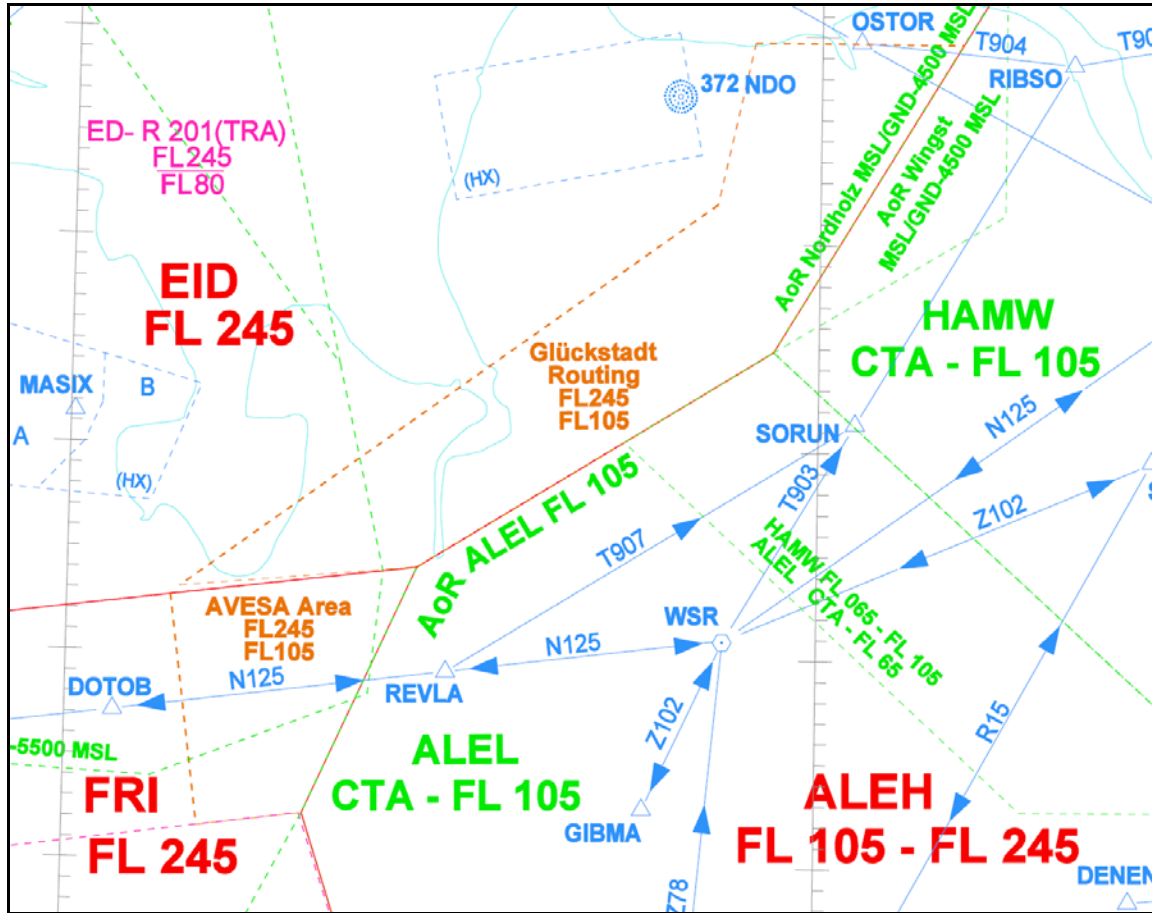 OSTOR
T904
RIBSO
372 NDO
ED- R 201(TRA)
FL245
FL80
(HX)
AoR Nordholz MSL/GND-4500 MSL
AoR Wingst
MSL/GND-4500 MSL
EID
FL 245
HAMW
CTA - FL 105
Glückstadt
Routing
FL245
FL105
MASIX
B
A
(HX)
SORUN
N125
T903
Z102
AoR ALEL FL 105
T907
HAMW FL 065 - FL 105
ALEL CTA - FL 65
AVESA Area
FL245
FL105
WSR
N125
N125
DOTOB
REVLA
Z102
R15
-5500 MSL
ALEL
CTA - FL 105
FRI
FL 245
GIBMA
ALEH
FL 105 - FL 245
DENEN